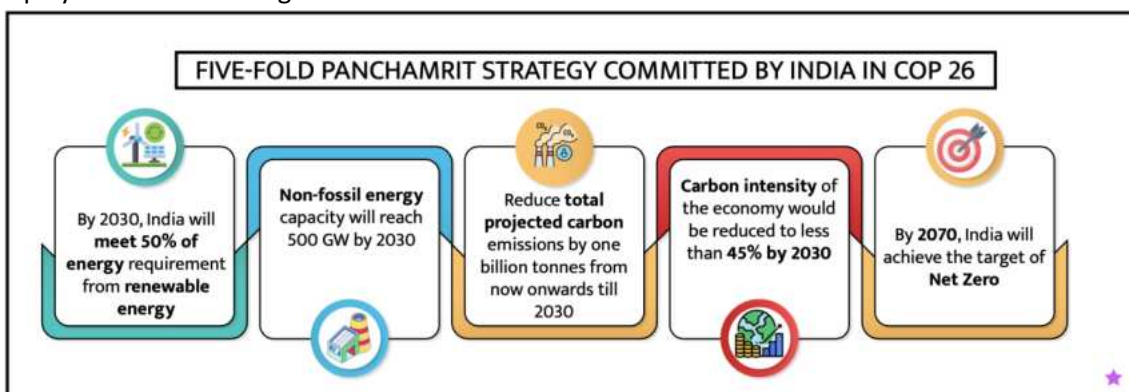 FIVE-FOLD PANCHAMRIT STRATEGY COMMITTED BY INDIA IN COP 26
By 2030, India will
meet 50% of
energy requirement
from renewable
energy
Non-fossil energy
capacity will reach
500 GW by 2030
CO₂
CO₂
Reduce total
projected carbon
emissions by one
billion tonnes from
now onwards till
2030
Carbon intensity of
the economy would
be reduced to less
than 45% by 2030
By 2070, India will
achieve the target of
Net Zero